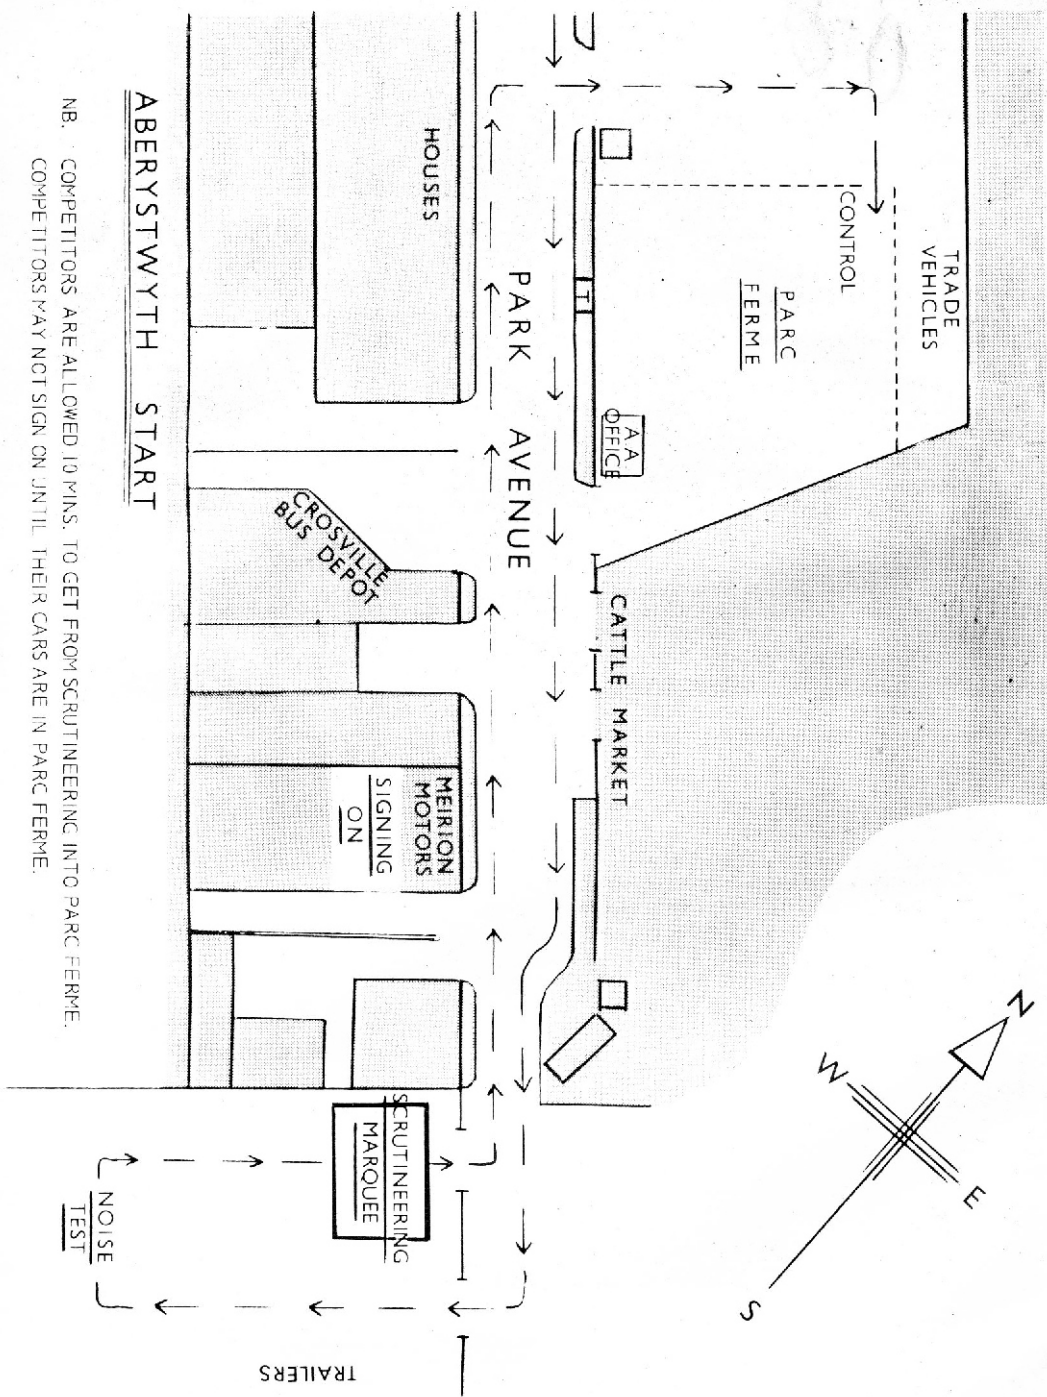 ABERYSTWYTH START
NB. COMPETITORS ARE ALLOWED 10 MINS. TO GET FROM SCRUTINEERING INTO PARC FERME.
COMPETITORS MAY NOT SIGN ON UNTIL THEIR CARS ARE IN PARC FERME.
TRADE
VEHICLES
CONTROL
PARC
FERME
T
AA
OFFICE
PARK AVENUE
HOUSES
CATTLE MARKET
CROSVILLE
BUS DEPOT
MEIRION
MOTORS
SIGNING
ON
SCRUTINEERING
MARQUEE
NOISE
TEST
TRAILERS
N
W
E
S